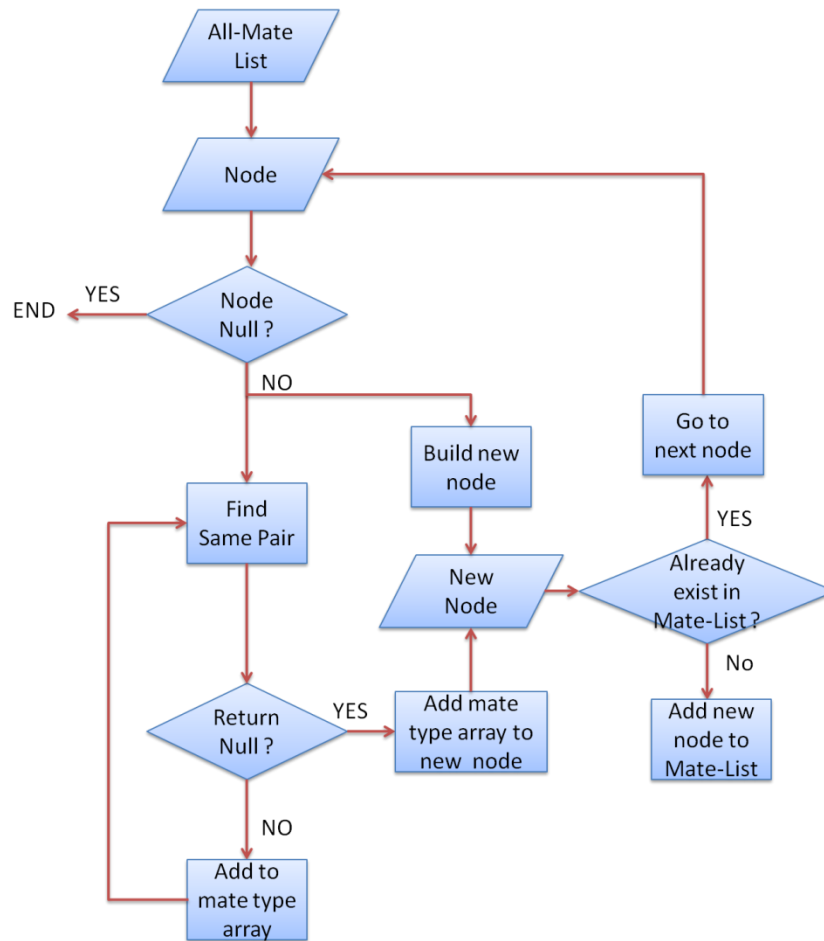 All-Mate
List
Node
Node
Null ?
YES
END
NO
Build new
node
Go to
next node
Find
Same Pair
New
Node
YES
Already
exist in
Mate-List ?
No
Return
Null ?
YES
Add mate
type array to
new node
Add new
node to
Mate-List
NO
Add to
mate type
array